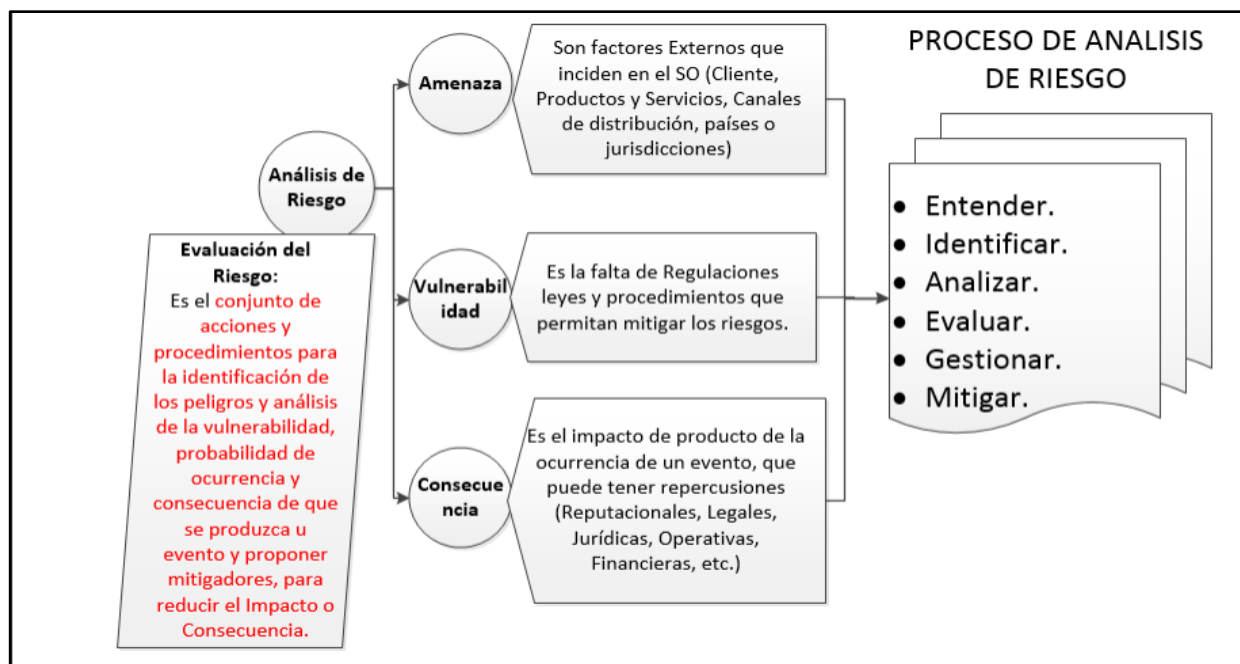 Análisis de
Riesgo
Evaluación del
Riesgo:
Es el conjunto de
acciones y
procedimientos para
la identificación de
los peligros y análisis
de la vulnerabilidad,
probabilidad de
ocurrencia y
consecuencia de que
se produzca u
evento y proponer
mitigadores, para
reducir el Impacto o
Consecuencia.
Amenaza
Son factores Externos que
inciden en el SO (Cliente,
Productos y Servicios, Canales
de distribución, países o
jurisdicciones)
Vulnerabil
idad
Es la falta de Regulaciones
leyes y procedimientos que
permitan mitigar los riesgos.
Consecue
ncia
Es el impacto de producto de la
ocurrencia de un evento, que
puede tener repercusiones
(Reputacionales, Legales,
Jurídicas, Operativas,
Financieras, etc.)
PROCESO DE ANALISIS
DE RIESGO
• Entender.
• Identificar.
• Analizar.
• Evaluar.
• Gestionar.
• Mitigar.